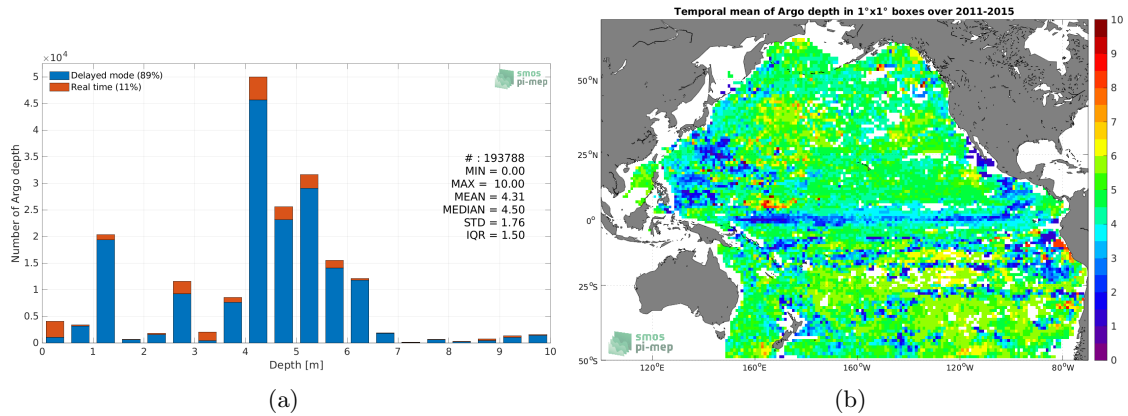 ×10⁴
5
4.5
4
3.5
3
2.5
2
1.5
1
0.5
0
Number of Argo depth
Delayed mode (89%)
Real time (11%)
smos
pi-mep
# : 193788
MIN = 0.00
MAX = 10.00
MEAN = 4.31
MEDIAN = 4.50
STD = 1.76
IQR = 1.50
0 1 2 3 4 5 6 7 8 9 10
Depth [m]
(a)
Temporal mean of Argo depth in 1°x1° boxes over 2011-2015
50°N
25°N
0°
25°S
50°S
120°E 160°E 160°W 120°W 80°W
smos
pi-mep
10
9
8
7
6
5
4
3
2
1
0
(b)